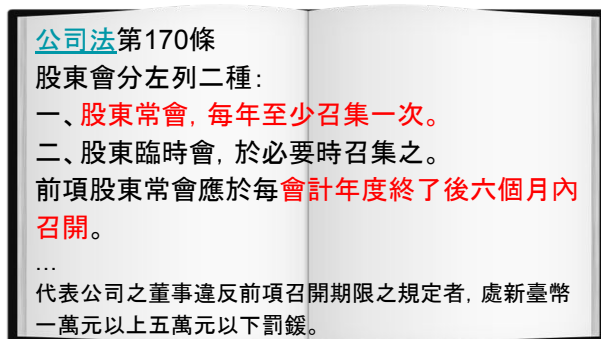 公司法第170條
股東會分左列二種：
一、股東常會，每年至少召集一次。
二、股東臨時會，於必要時召集之。
前項股東常會應於每會計年度終了後六個月內
召開。
…
代表公司之董事違反前項召開期限之規定者，處新臺幣
一萬元以上五萬元以下罰鍰。